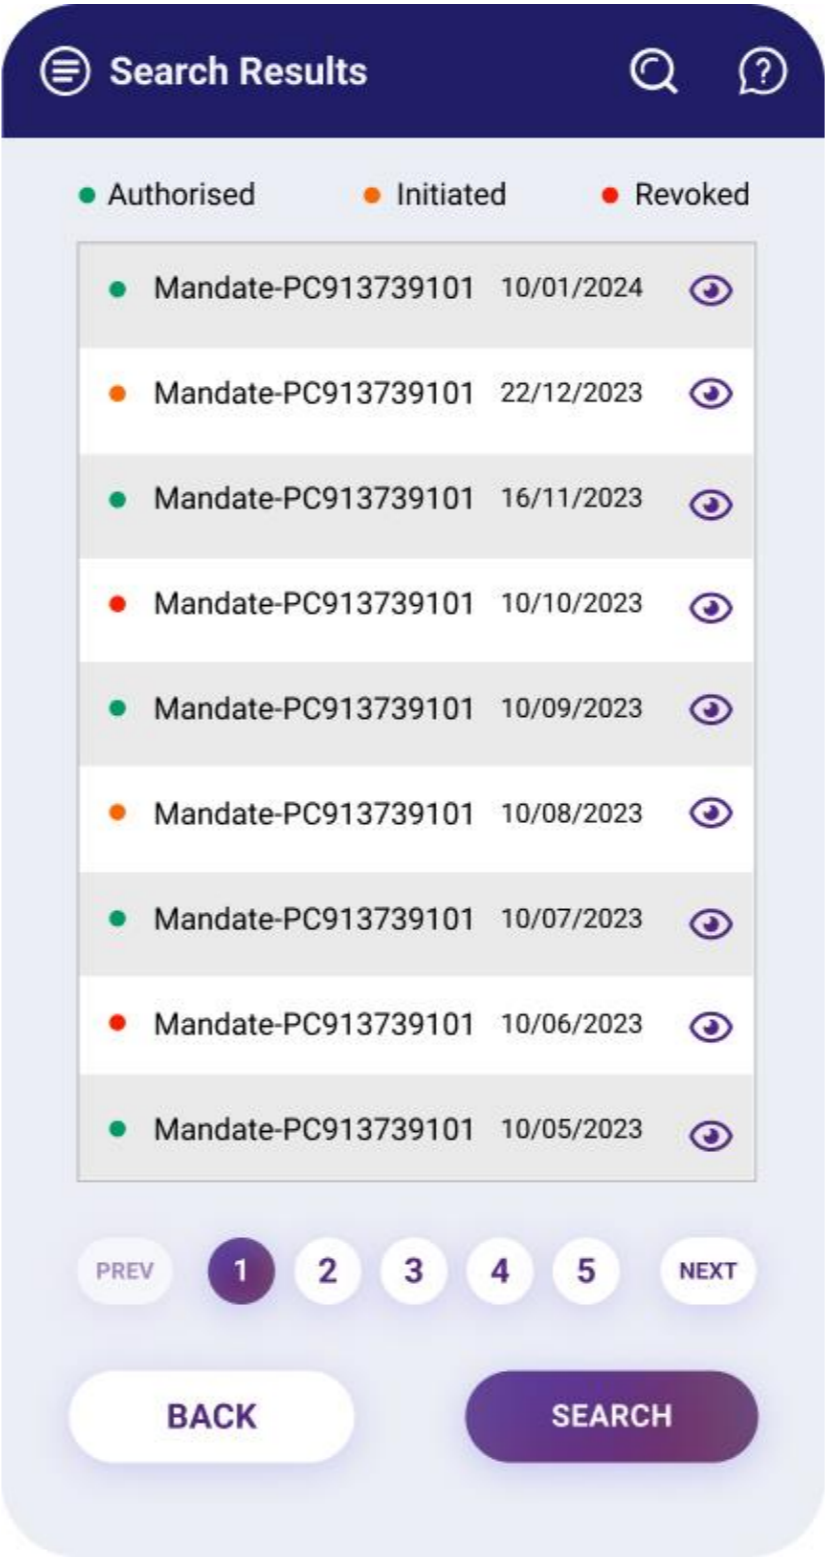 Search Results
Authorised Initiated Revoked
Mandate-PC913739101 10/01/2024
Mandate-PC913739101 22/12/2023
Mandate-PC913739101 16/11/2023
Mandate-PC913739101 10/10/2023
Mandate-PC913739101 10/09/2023
Mandate-PC913739101 10/08/2023
Mandate-PC913739101 10/07/2023
Mandate-PC913739101 10/06/2023
Mandate-PC913739101 10/05/2023
PREV 1 2 3 4 5 NEXT
BACK SEARCH